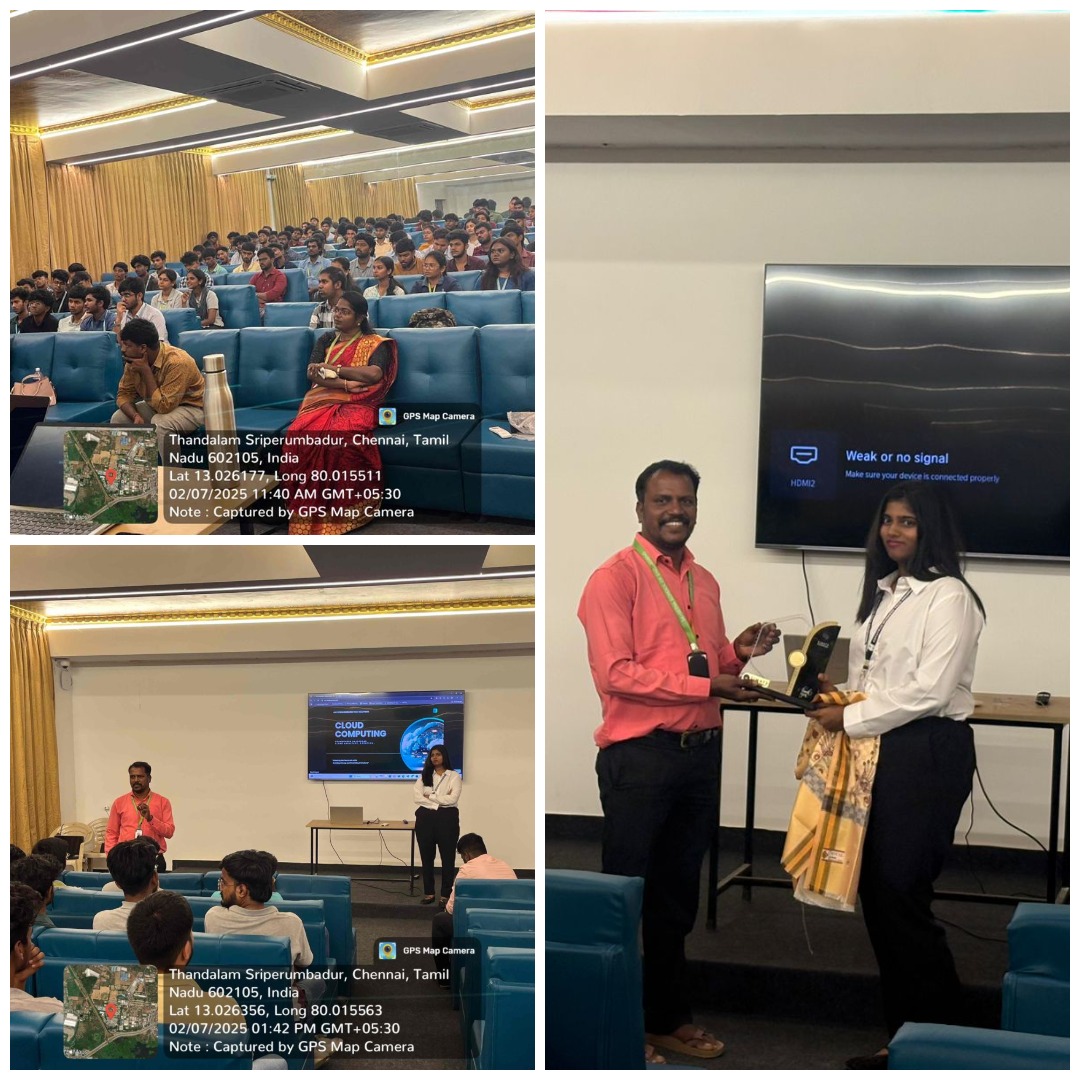 GPS Map Camera
Thandalam Sriperumbadur, Chennai, Tamil
Nadu 602105, India
Lat 13.026177, Long 80.015511
02/07/2025 11:40 AM GMT+05:30
Note : Captured by GPS Map Camera
CLOUD
COMPUTING
GPS Map Camera
Thandalam Sriperumbadur, Chennai, Tamil
Nadu 602105, India
Lat 13.026356, Long 80.015563
02/07/2025 01:42 PM GMT+05:30
Note : Captured by GPS Map Camera
Weak or no signal
Make sure your device is connected properly
HDMI2